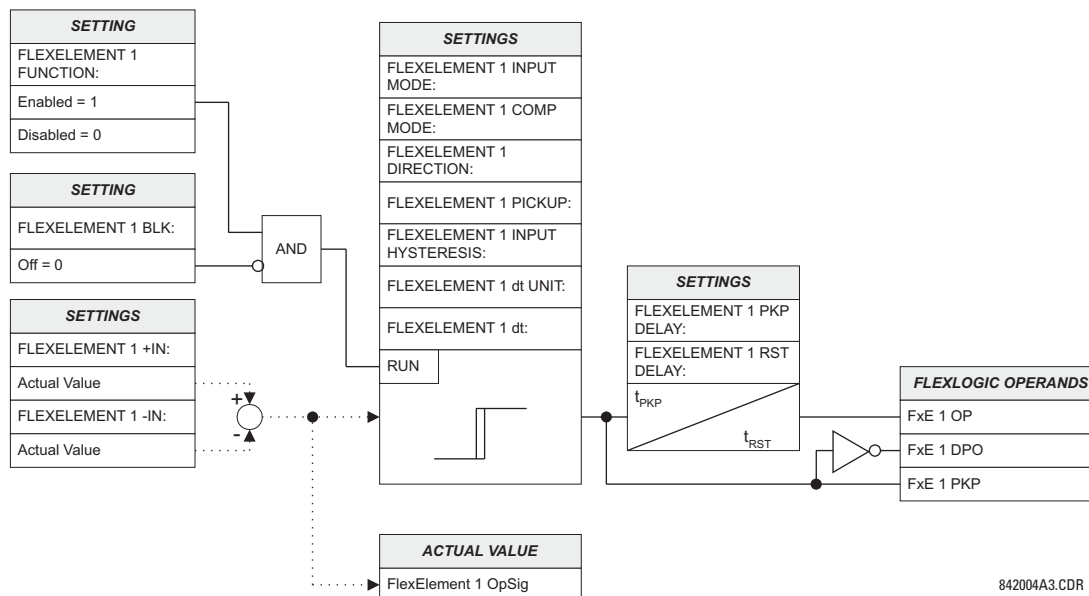 SETTING
FLEXELEMENT 1
FUNCTION:
Enabled = 1
Disabled = 0
SETTING
FLEXELEMENT 1 BLK:
Off = 0
SETTINGS
FLEXELEMENT 1 +IN:
Actual Value
FLEXELEMENT 1 -IN:
Actual Value
AND
+
-
SETTINGS
FLEXELEMENT 1 INPUT
MODE:
FLEXELEMENT 1 COMP
MODE:
FLEXELEMENT 1
DIRECTION:
FLEXELEMENT 1 PICKUP:
FLEXELEMENT 1 INPUT
HYSTERESIS:
FLEXELEMENT 1 dt UNIT:
FLEXELEMENT 1 dt:
RUN
ACTUAL VALUE
FlexElement 1 OpSig
SETTINGS
FLEXELEMENT 1 PKP
DELAY:
FLEXELEMENT 1 RST
DELAY:
tPKP
tRST
FLEXLOGIC OPERANDS
FxE 1 OP
FxE 1 DPO
FxE 1 PKP
842004A3.CDR